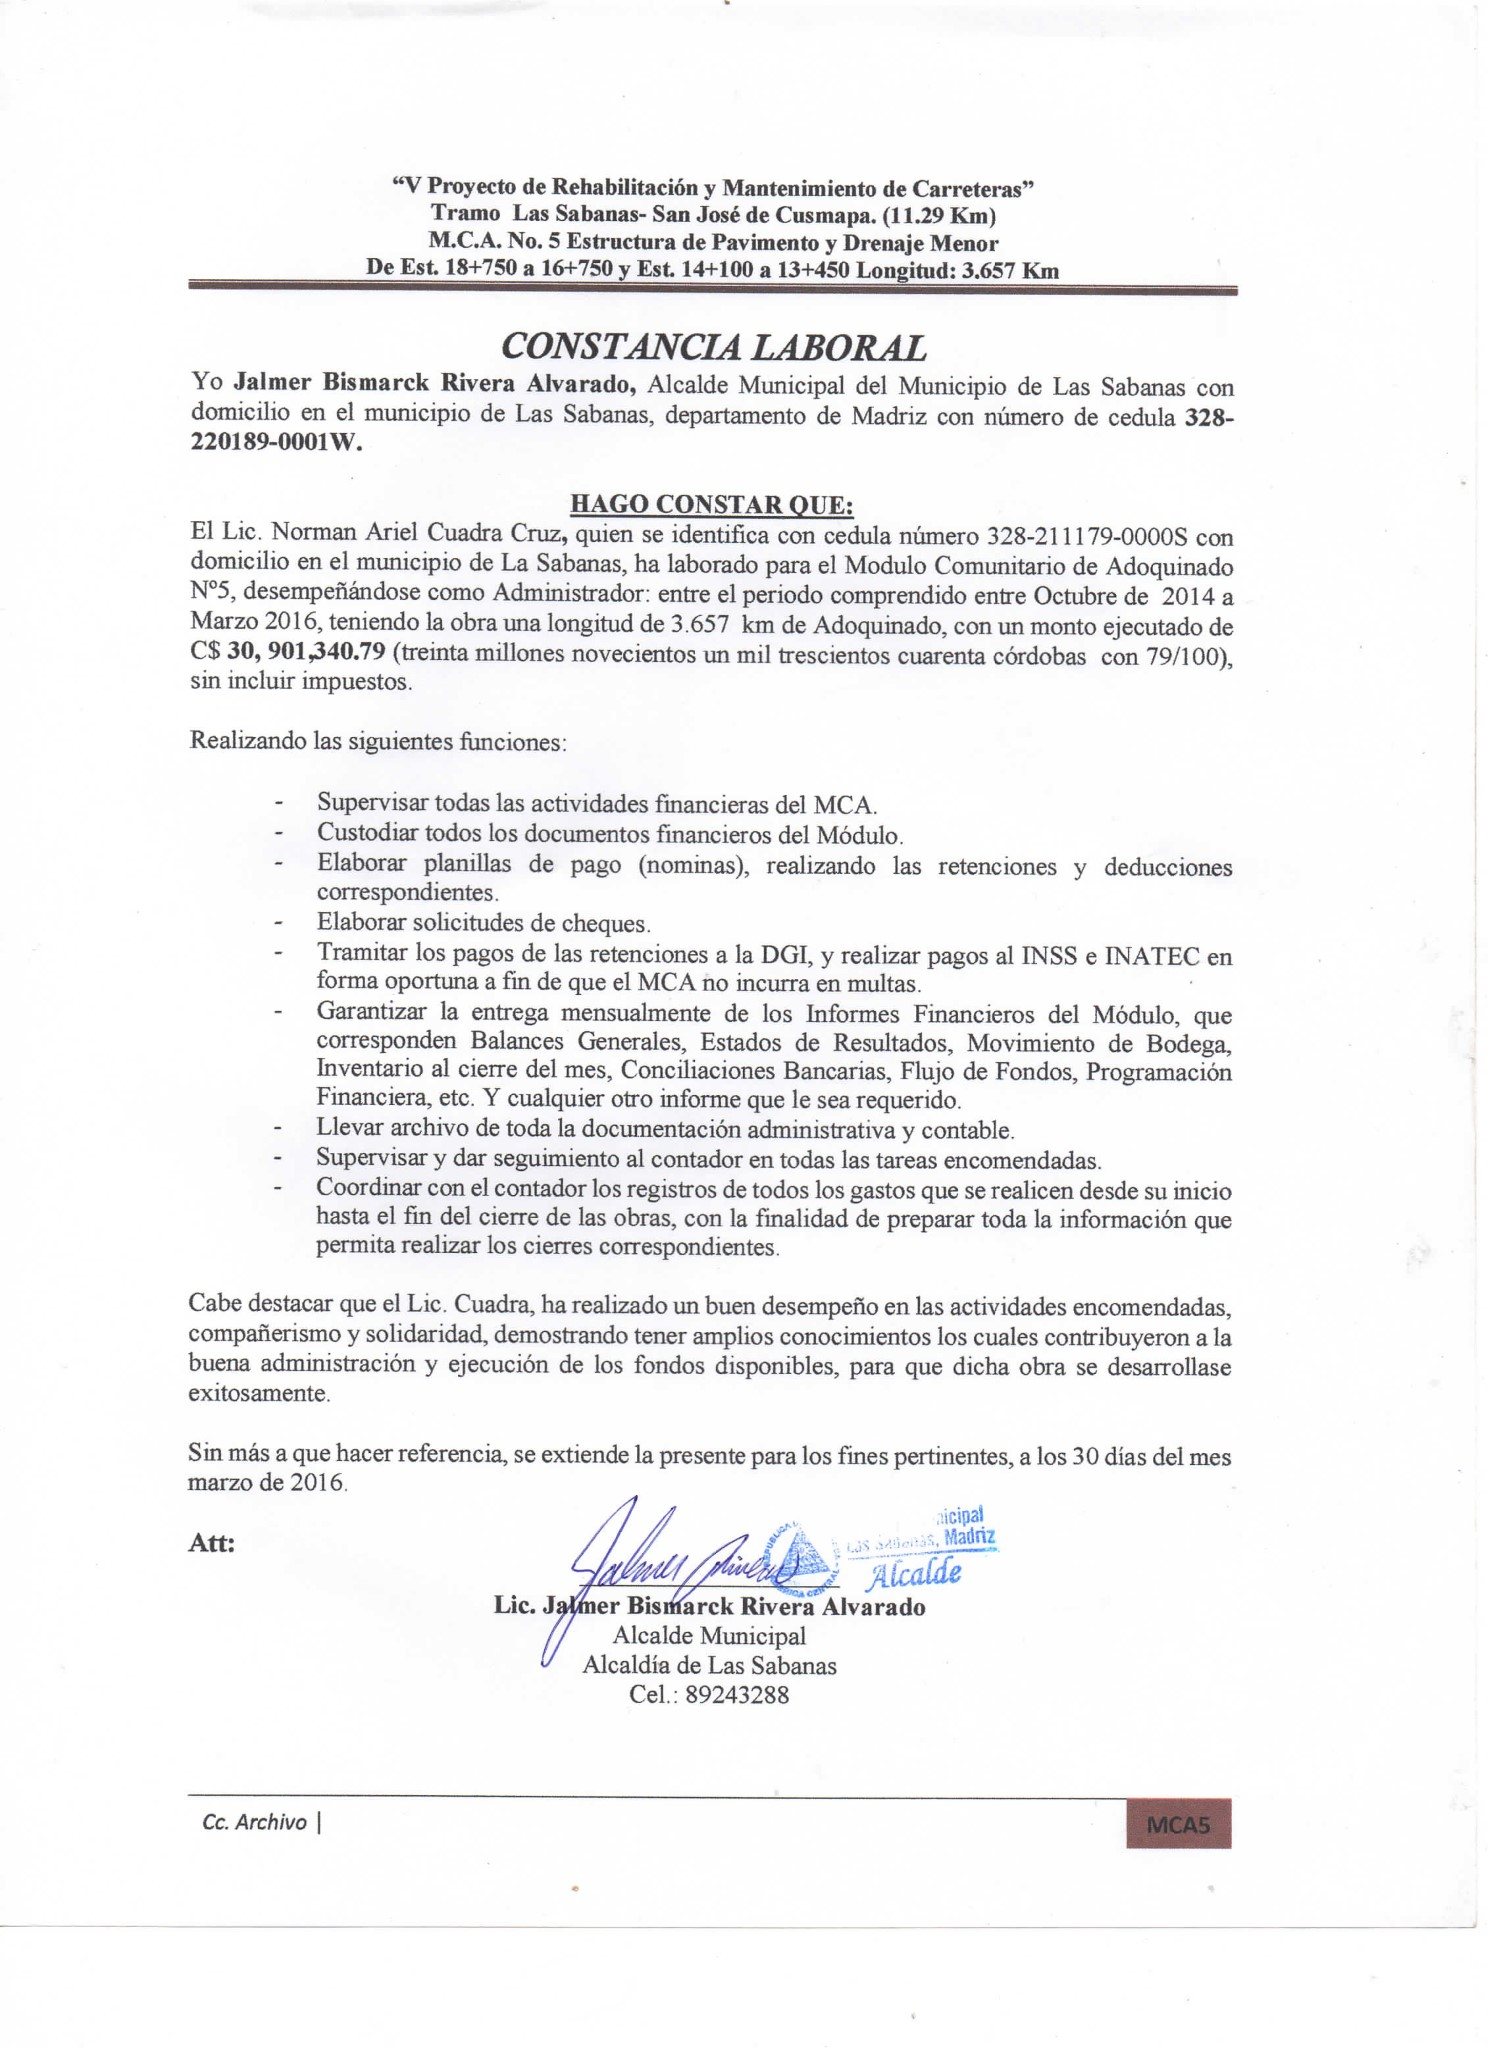 “V Proyecto de Rehabilitación y Mantenimiento de Carreteras”
Tramo Las Sabanas- San José de Cusmapa. (11.29 Km)
M.C.A. No. 5 Estructura de Pavimento y Drenaje Menor
De Est. 18+750 a 16+750 y Est. 14+100 a 13+450 Longitud: 3.657 Km
CONSTANCIA LABORAL
Yo Jalmer Bismarck Rivera Alvarado, Alcalde Municipal del Municipio de Las Sabanas con
domicilio en el municipio de Las Sabanas, departamento de Madriz con número de cedula 328-
220189-0001W.
HAGO CONSTAR QUE:
El Lic. Norman Ariel Cuadra Cruz, quien se identifica con cedula número 328-211179-0000S con
domicilio en el municipio de La Sabanas, ha laborado para el Modulo Comunitario de Adoquinado
Nº5, desempeñándose como Administrador: entre el periodo comprendido entre Octubre de 2014 a
Marzo 2016, teniendo la obra una longitud de 3.657 km de Adoquinado, con un monto ejecutado de
C$ 30, 901,340.79 (treinta millones novecientos un mil trescientos cuarenta córdobas con 79/100),
sin incluir impuestos.
Realizando las siguientes funciones:
- Supervisar todas las actividades financieras del MCA.
- Custodiar todos los documentos financieros del Módulo.
- Elaborar planillas de pago (nominas), realizando las retenciones y deducciones
correspondientes.
- Elaborar solicitudes de cheques.
- Tramitar los pagos de las retenciones a la DGI, y realizar pagos al INSS e INATEC en
forma oportuna a fin de que el MCA no incurra en multas.
- Garantizar la entrega mensualmente de los Informes Financieros del Módulo, que
corresponden Balances Generales, Estados de Resultados, Movimiento de Bodega,
Inventario al cierre del mes, Conciliaciones Bancarias, Flujo de Fondos, Programación
Financiera, etc. Y cualquier otro informe que le sea requerido.
- Llevar archivo de toda la documentación administrativa y contable.
- Supervisar y dar seguimiento al contador en todas las tareas encomendadas.
- Coordinar con el contador los registros de todos los gastos que se realicen desde su inicio
hasta el fin del cierre de las obras, con la finalidad de preparar toda la información que
permita realizar los cierres correspondientes.
Cabe destacar que el Lic. Cuadra, ha realizado un buen desempeño en las actividades encomendadas,
compañerismo y solidaridad, demostrando tener amplios conocimientos los cuales contribuyeron a la
buena administración y ejecución de los fondos disponibles, para que dicha obra se desarrollase
exitosamente.
Sin más a que hacer referencia, se extiende la presente para los fines pertinentes, a los 30 días del mes
marzo de 2016.
icipal
Las Sabanas, Madriz
Alcalde
Att:
Jalmer Rivera
Lic. Jalmer Bismarck Rivera Alvarado
Alcalde Municipal
Alcaldía de Las Sabanas
Cel.: 89243288
Cc. Archivo |
MCA5